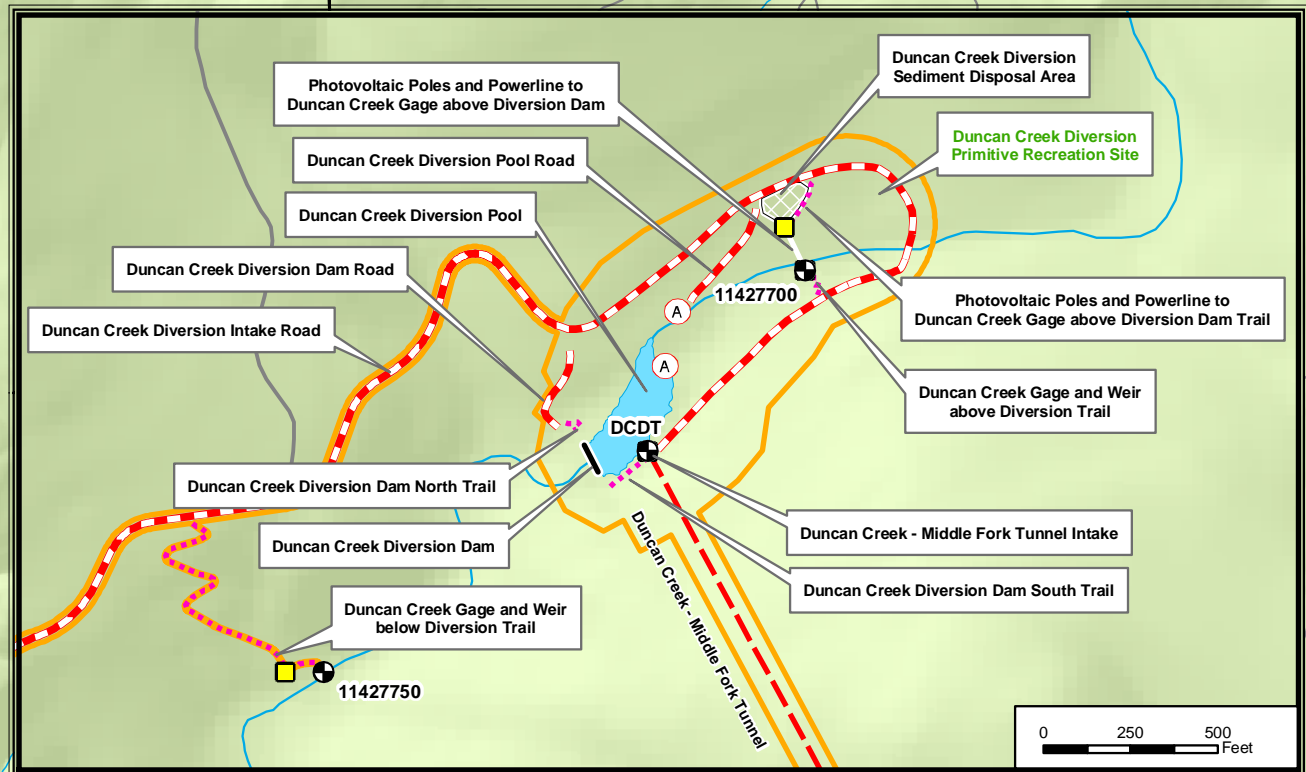 Duncan Creek Diversion
Sediment Disposal Area
Photovoltaic Poles and Powerline to
Duncan Creek Gage above Diversion Dam
Duncan Creek Diversion
Primitive Recreation Site
Duncan Creek Diversion Pool Road
Duncan Creek Diversion Pool
Duncan Creek Diversion Dam Road
11427700
A
Photovoltaic Poles and Powerline to
Duncan Creek Gage above Diversion Dam Trail
Duncan Creek Diversion Intake Road
A
Duncan Creek Gage and Weir
above Diversion Trail
DCDT
Duncan Creek Diversion Dam North Trail
Duncan Creek - Middle Fork Tunnel Intake
Duncan Creek Diversion Dam
Duncan Creek Diversion Dam South Trail
Duncan Creek - Middle Fork Tunnel
Duncan Creek Gage and Weir
below Diversion Trail
11427750
0 250 500
Feet